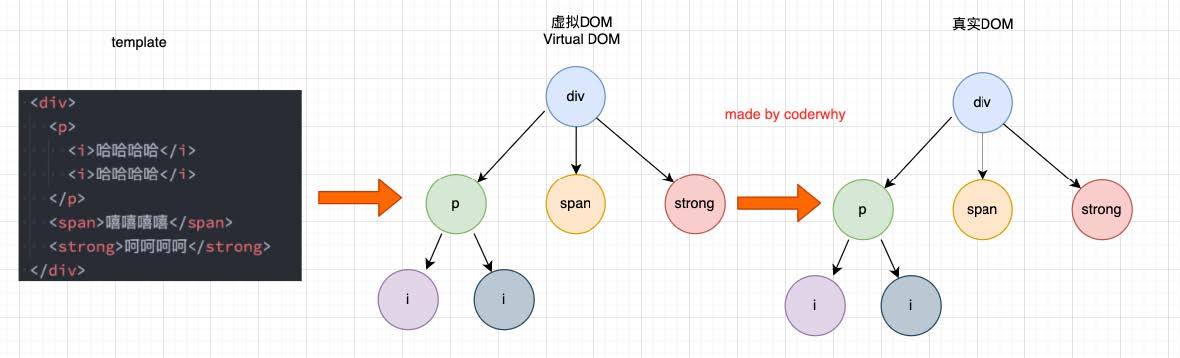 template
<div>
<p>
<i>哈哈哈哈</i>
<i>哈哈哈哈</i>
</p>
<span>嘻嘻嘻嘻</span>
<strong>呵呵呵呵</strong>
</div>
虚拟DOM
Virtual DOM
div
p
span
strong
i
i
made by coderwhy
真实DOM
div
p
span
strong
i
i